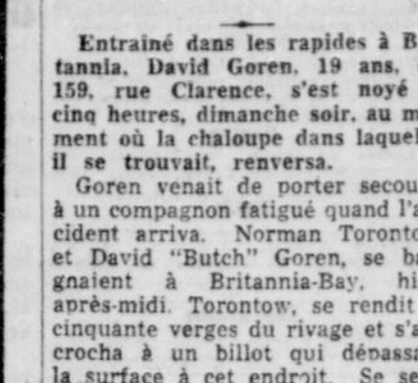 Entraîné dans les rapides à B
tannia, David Goren, 19 ans,
159, rue Clarence, s'est noyé
cinq heures, dimanche soir, au m
ment où la chaloupe dans laquel
il se trouvait, renversa.
Goren venait de porter secou
à un compagnon fatigué quand l'a
cident arriva. Norman Toronto
et David "Butch" Goren, se ba
gnaient à Britannia-Bay, hi
après-midi. Torontow, se rendit
cinquante verges du rivage et s'a
crocha à un billot qui dépassa
la surface à cet endroit. Se s